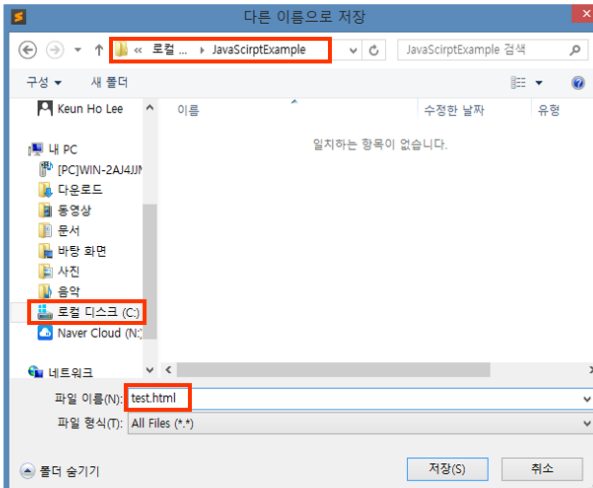 다른 이름으로 저장
« 로컬 ... ▸ JavaScirptExample
JavaScirptExample 검색
구성 ▾ 새 폴더
Keun Ho Lee
이름 수정한 날짜 유형
일치하는 항목이 없습니다.
내 PC
[PC]WIN-2AJ4JJM
다운로드
동영상
문서
바탕 화면
사진
음악
로컬 디스크 (C:)
Naver Cloud (N:)
네트워크
파일 이름(N): test.html
파일 형식(T): All Files (*.*)
폴더 숨기기 저장(S) 취소